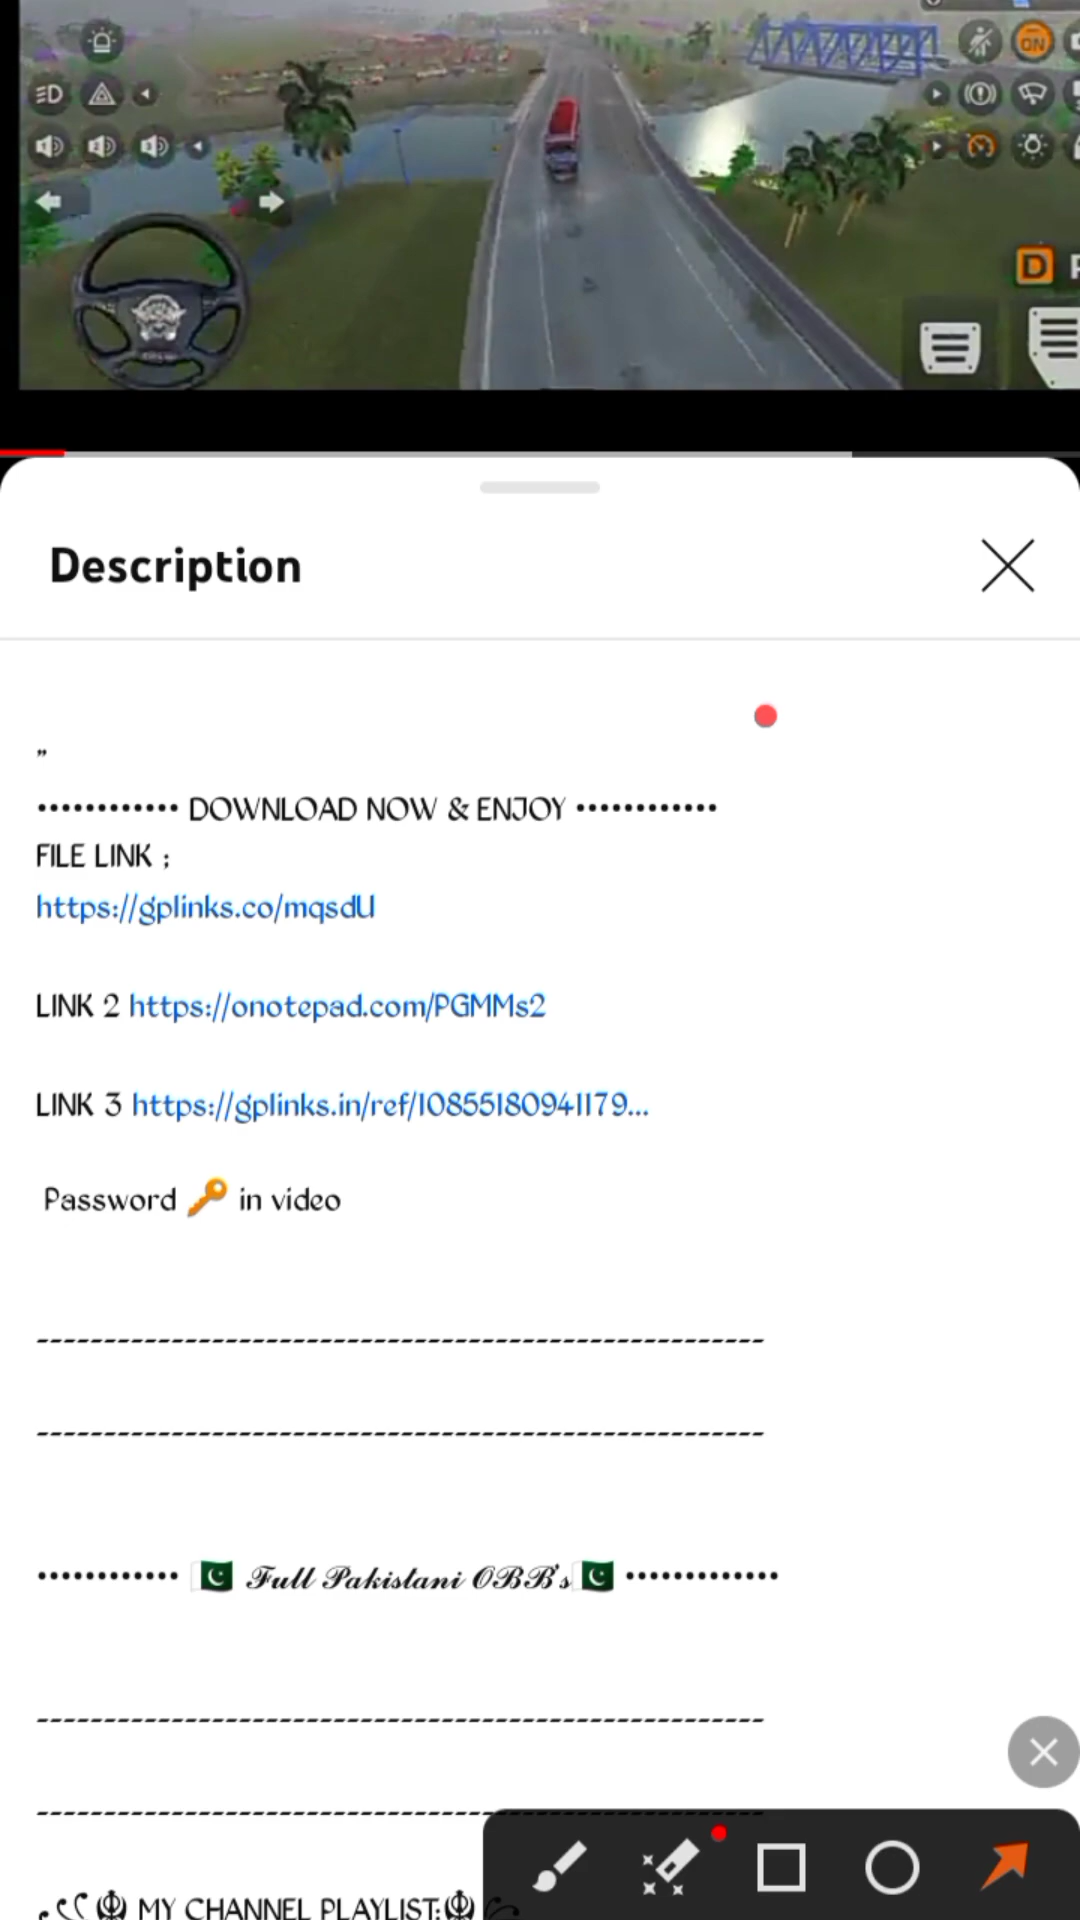 ON
D
Description
"
············ DOWNLOAD NOW & ENJOY ············
FILE LINK ;
https://gplinks.co/mqsdU
LINK 2 https://onotepad.com/PGMMs2
LINK 3 https://gplinks.in/ref/10855180941179...
Password 🔑 in video
------------------------------------------------------
------------------------------------------------------
············ 🇵🇰 𝓕𝓾𝓵𝓵 𝓟𝓪𝓴𝓲𝓼𝓽𝓪𝓷𝓲 𝓞𝓑𝓑'𝓼🇵🇰 ·············
------------------------------------------------------
------------------------------------------------------
MY CHANNEL PLAYLIST: